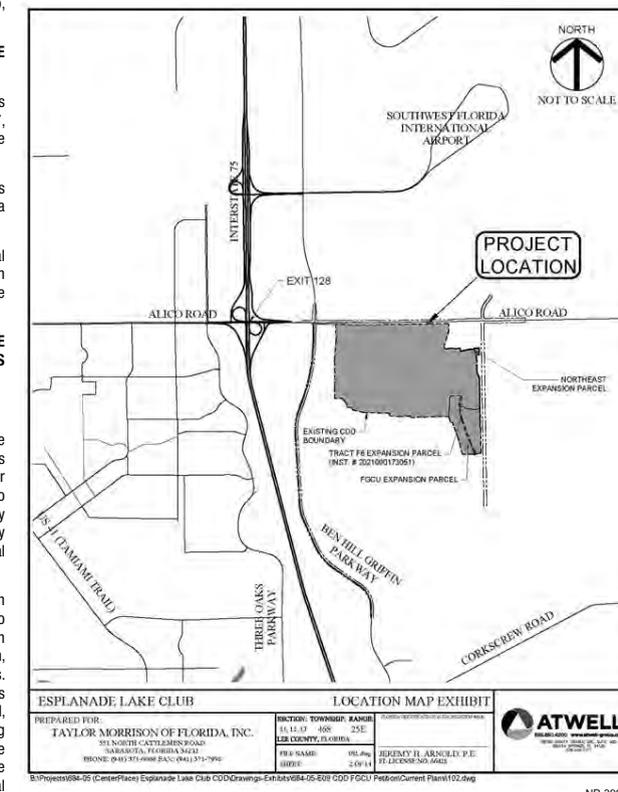 NORTH
NOT TO SCALE
SOUTHWEST FLORIDA
INTERNATIONAL
AIRPORT
INTERSTATE 75
PROJECT
LOCATION
EXIT 128
ALICO ROAD
ALICO ROAD
NORTHEAST
EXPANSION PARCEL
EXISTING CDD
BOUNDARY
TRACT F6 EXPANSION PARCEL
(INST. # 2021000173051)
FGCU EXPANSION PARCEL
BEN HILL GRIFFIN
PARKWAY
US-41 (TAMIAMI TRAIL)
THREE OAKS
PARKWAY
CORKSCREW ROAD
ESPLANADE LAKE CLUB
LOCATION MAP EXHIBIT
PREPARED FOR:
TAYLOR MORRISON OF FLORIDA, INC.
551 NORTH CATTLEMEN ROAD
SARASOTA, FLORIDA 34232
SECTION: TOWNSHIP: RANGE:
46S 25E
LEE COUNTY, FLORIDA
FILE NAME:
SHEET:
JEREMY H. ARNOLD, P.E.
FL LICENSE NO. 66421
ATWELL